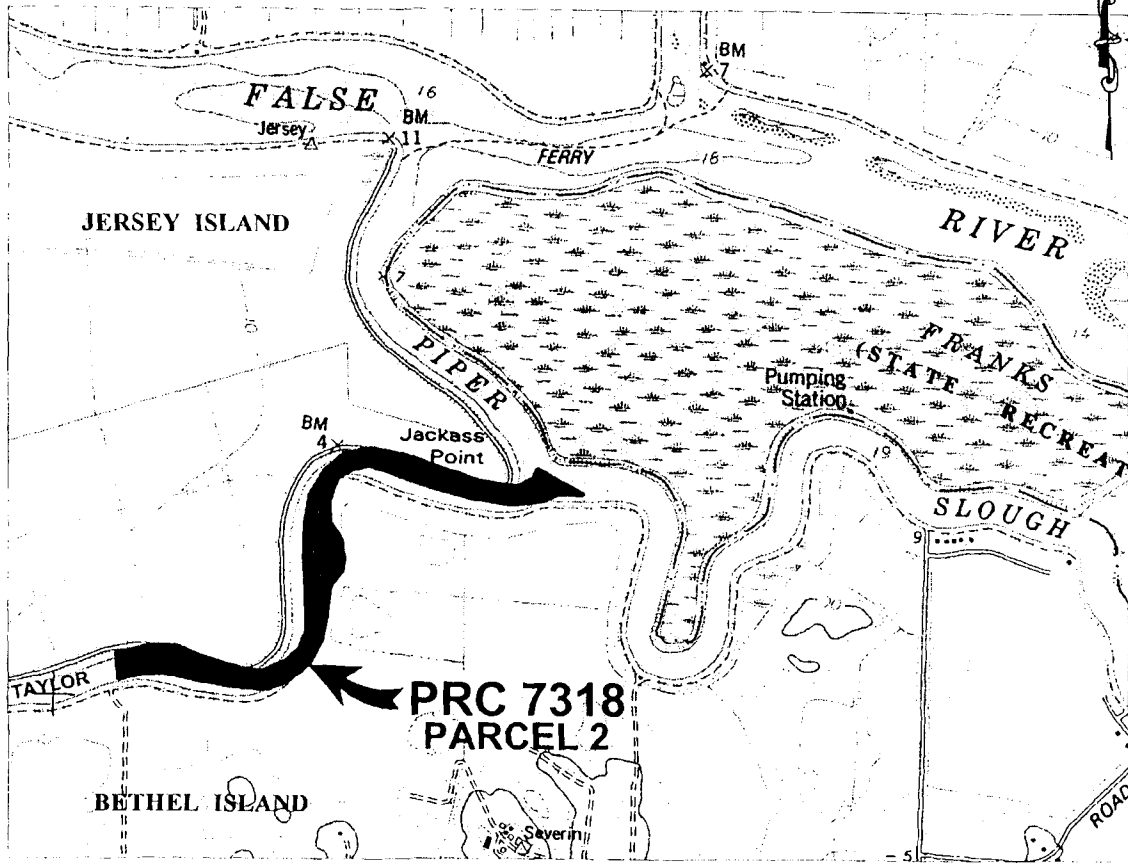 BM
7
FALSE
16
BM
11
Jersey
FERRY
18
JERSEY ISLAND
RIVER
7
14
FRANKS
(STATE RECREAT
PIPER
Pumping
Station
BM
4
Jackass
Point
19
SLOUGH
9
TAYLOR
PRC 7318
PARCEL 2
BETHEL ISLAND
Severin
ROAD
5